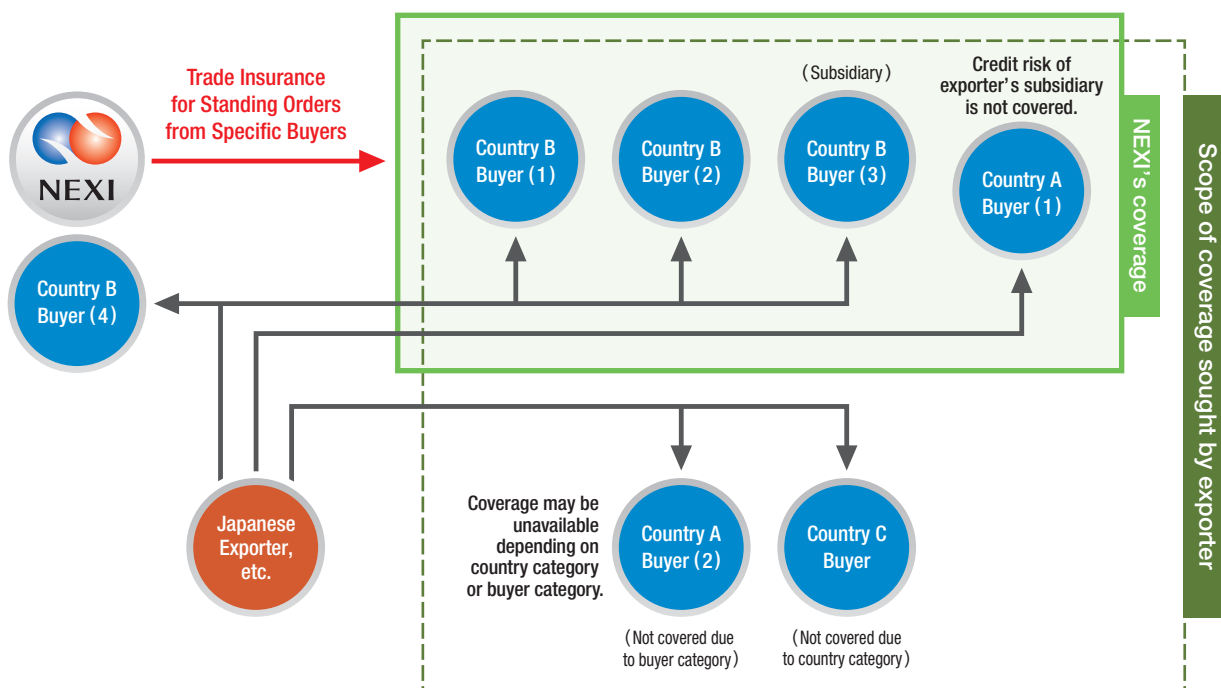 Trade Insurance
for Standing Orders
from Specific Buyers
NEXI
Country B
Buyer (4)
Country B
Buyer (1)
Country B
Buyer (2)
(Subsidiary)
Country B
Buyer (3)
Credit risk of
exporter's subsidiary
is not covered.
Country A
Buyer (1)
NEXI's coverage
Scope of coverage sought by exporter
Japanese
Exporter,
etc.
Coverage may be
unavailable
depending on
country category
or buyer category.
Country A
Buyer (2)
(Not covered due
to buyer category)
Country C
Buyer
(Not covered due
to country category)